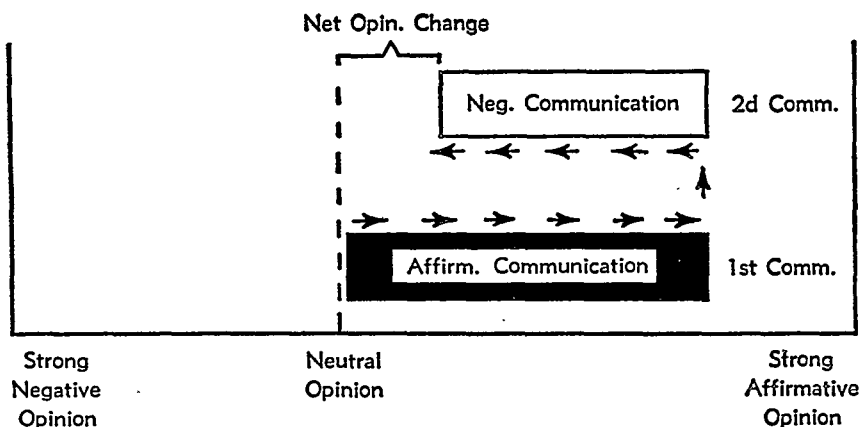 Net Opin. Change
Neg. Communication
2d Comm.
Affirm. Communication
1st Comm.
Strong
Negative
Opinion
Neutral
Opinion
Strong
Affirmative
Opinion